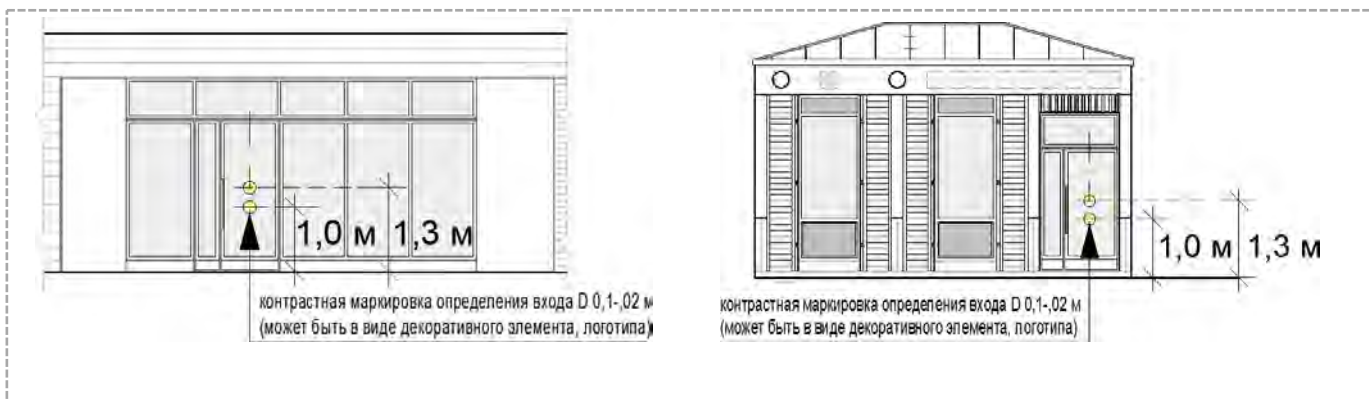 1,0 м 1,3 м
контрастная маркировка определения входа D 0,1-,02 м
(может быть в виде декоративного элемента, логотипа)
1,0 м 1,3 м
контрастная маркировка определения входа D 0,1-,02 м
(может быть в виде декоративного элемента, логотипа)